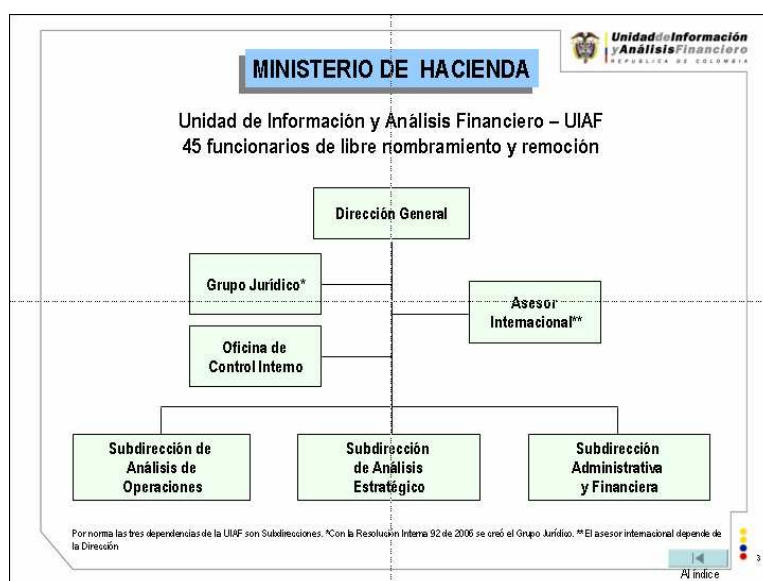 Unidad de Información
y Análisis Financiero
REPUBLICA DE COLOMBIA
MINISTERIO DE HACIENDA
Unidad de Información y Análisis Financiero – UIAF
45 funcionarios de libre nombramiento y remoción
Dirección General
Grupo Jurídico*
Asesor
Internacional**
Oficina de
Control Interno
Subdirección de
Análisis de
Operaciones
Subdirección
de Análisis
Estratégico
Subdirección
Administrativa
y Financiera
Por norma las tres dependencias de la UIAF son Subdirecciones. *Con la Resolución Interna 92 de 2006 se creó el Grupo Jurídico. ** El asesor internacional depende de
la Dirección
3
Al índice